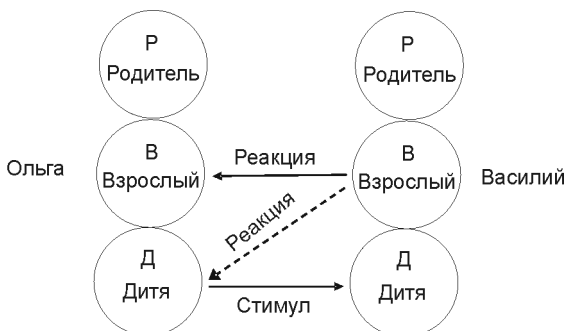 Р
Родитель
Р
Родитель
Ольга
В
Взрослый
Реакция
В
Взрослый
Василий
Реакция
Д
Дитя
Стимул
Д
Дитя